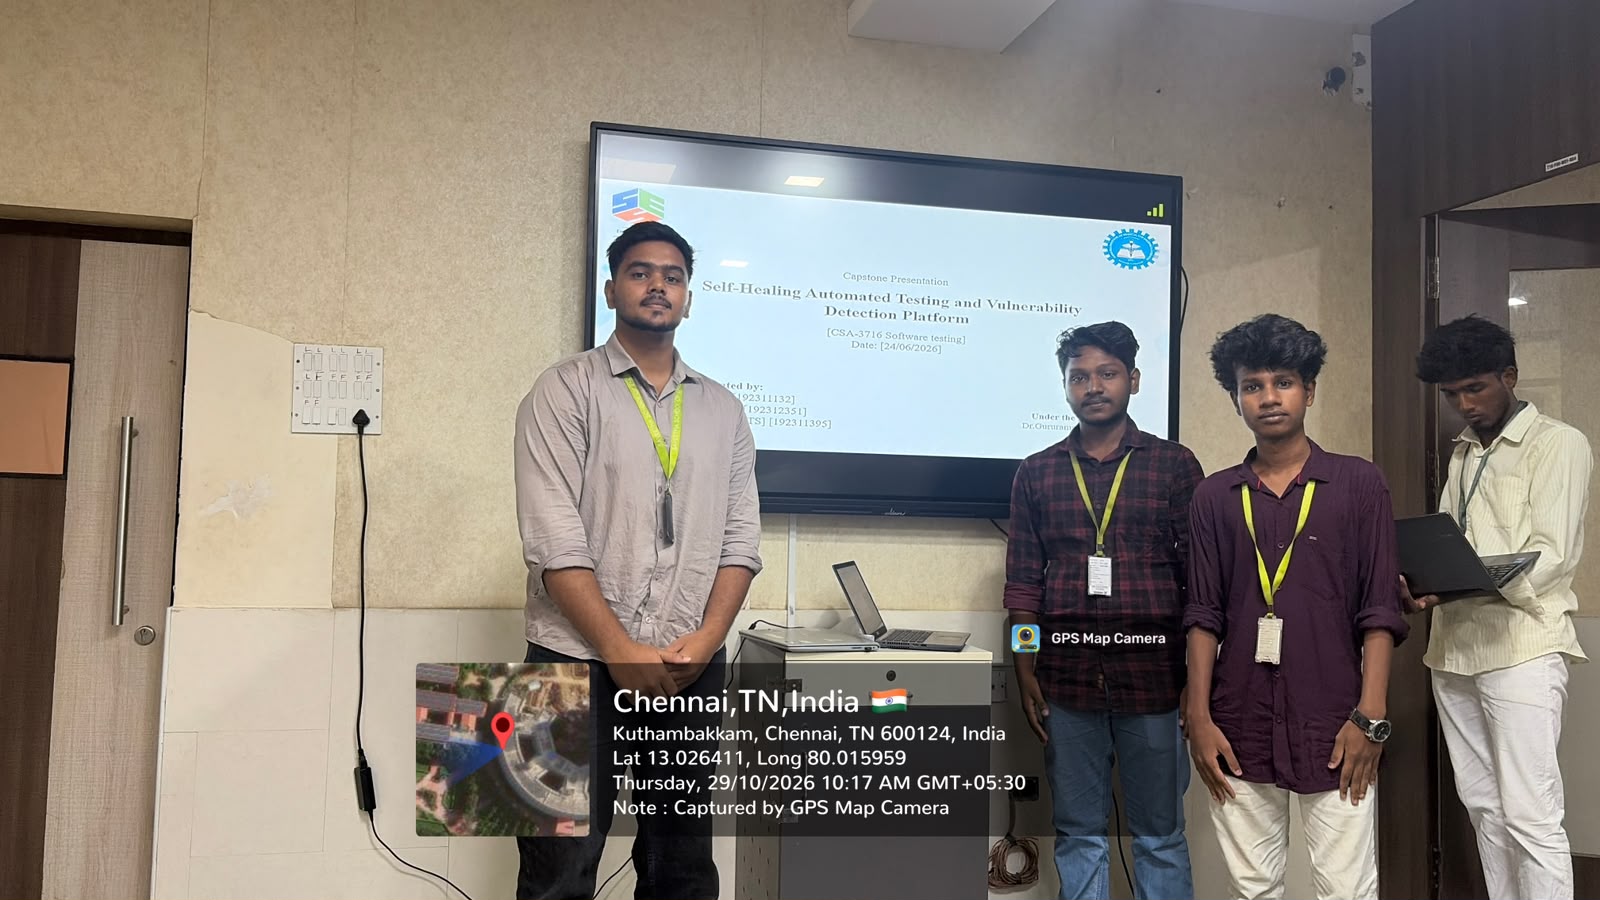 SSE
Capstone Presentation
Self-Healing Automated Testing and Vulnerability
Detection Platform
[CSA-3716 Software testing]
Date: [24/06/2026]
ted by:
192311132]
[192312351]
TS] [192311395]
Under the
GPS Map Camera
Chennai,TN,India
Kuthambakkam, Chennai, TN 600124, India
Lat 13.026411, Long 80.015959
Thursday, 29/10/2026 10:17 AM GMT+05:30
Note : Captured by GPS Map Camera